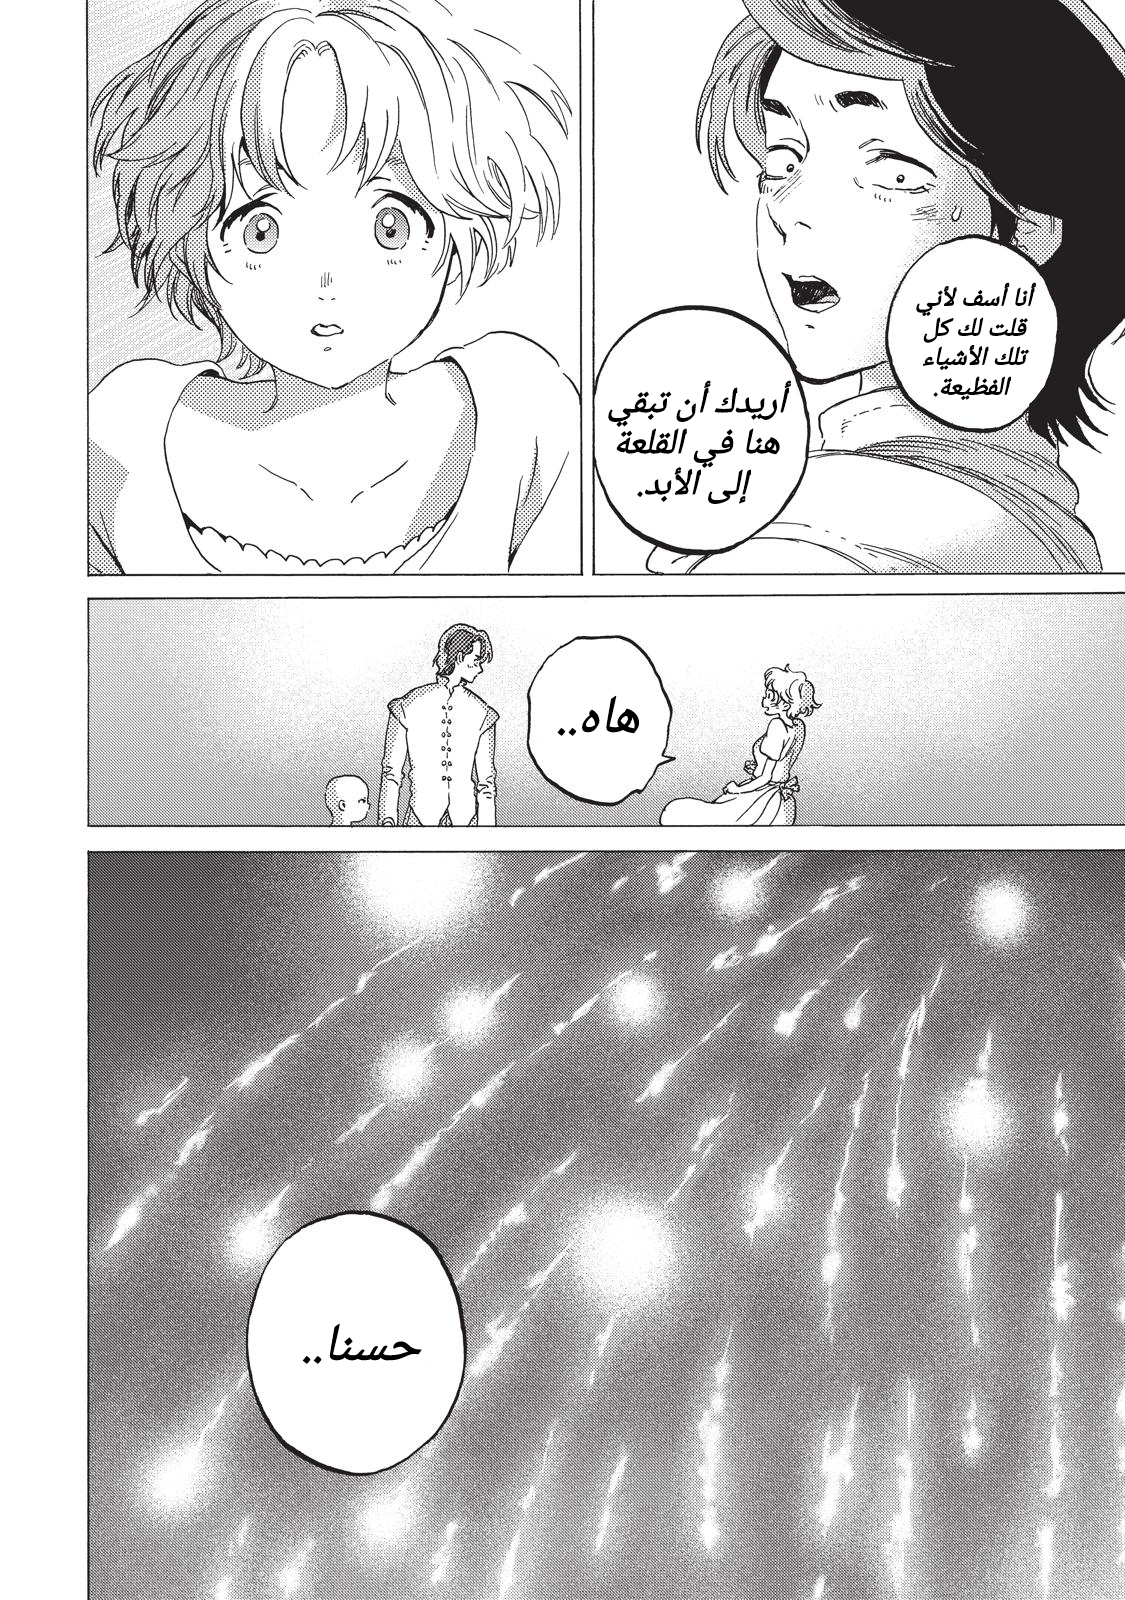 أنا أسف لأني
قلت لك كل
تلك الأشياء
الفظيعة.
أريدك أن تبقي
هنا في القلعة
إلى الأبد.
هاه..
حسنا..